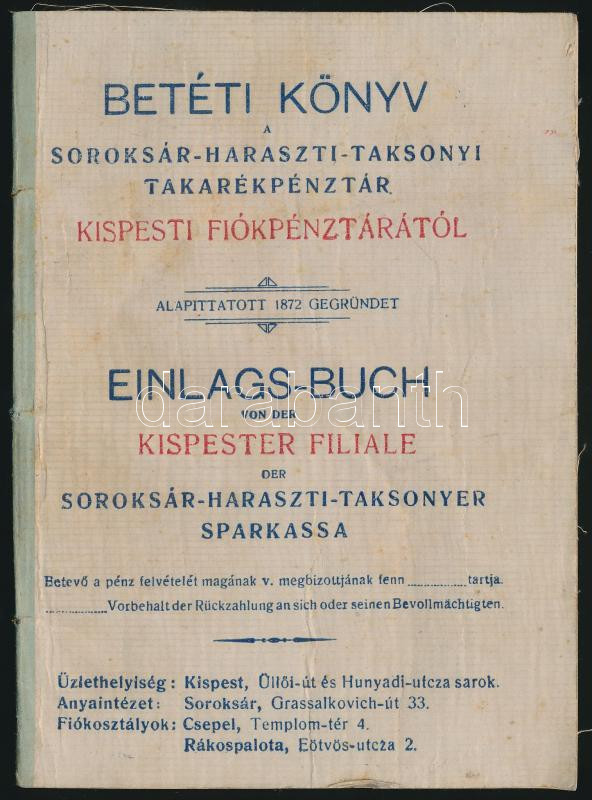 BETÉTI KÖNYV
A
SOROKSÁR-HARASZTI-TAKSONYI
TAKARÉKPÉNZTÁR
KISPESTI FIÓKPÉNZTÁRÁTÓL
ALAPITTATOTT 1872 GEGRÜNDET
EINLAGS-BUCH
VON DER
KISPESTER FILIALE
DER
SOROKSÁR-HARASZTI-TAKSONYER
SPARKASSA
Betevő a pénz felvételét magának v. megbizottjának fenn ............ tartja.
............ Vorbehalt der Rückzahlung an sich oder seinen Bevollmächtigten.
Üzlethelyiség: Kispest, Üllői-út és Hunyadi-utcza sarok.
Anyaintézet: Soroksár, Grassalkovich-út 33.
Fiókosztályok: Csepel, Templom-tér 4.
Rákospalota, Eötvös-utcza 2.
darabanth